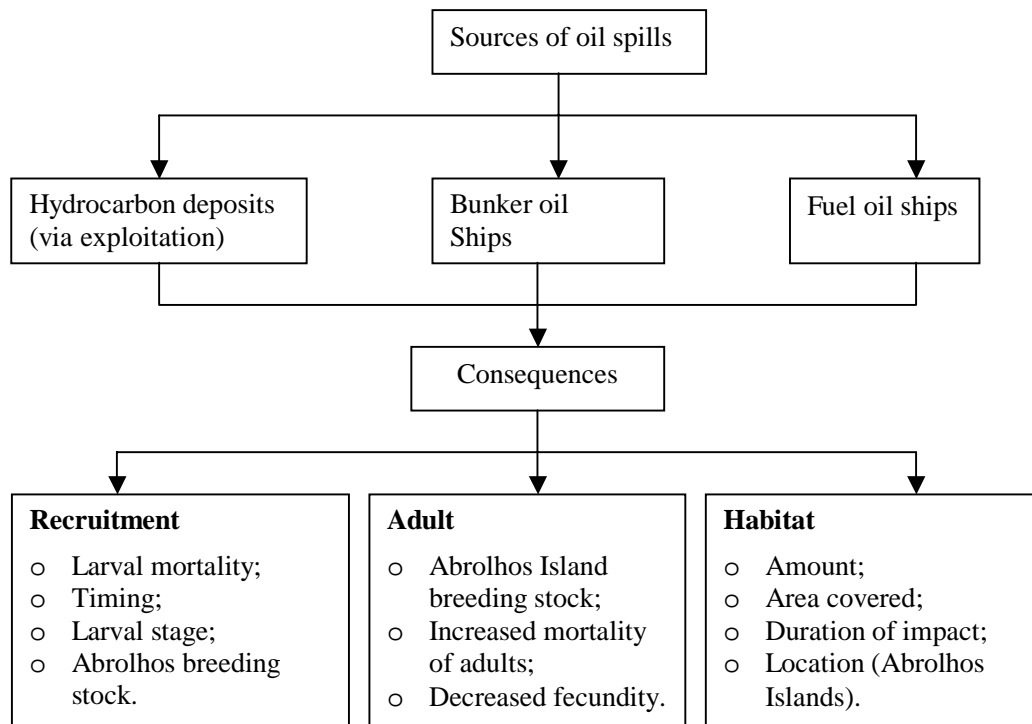 Sources of oil spills
Hydrocarbon deposits
(via exploitation)
Bunker oil
Ships
Fuel oil ships
Consequences
Recruitment
o Larval mortality;
o Timing;
o Larval stage;
o Abrolhos breeding
stock.
Adult
o Abrolhos Island
breeding stock;
o Increased mortality
of adults;
o Decreased fecundity.
Habitat
o Amount;
o Area covered;
o Duration of impact;
o Location (Abrolhos
Islands).